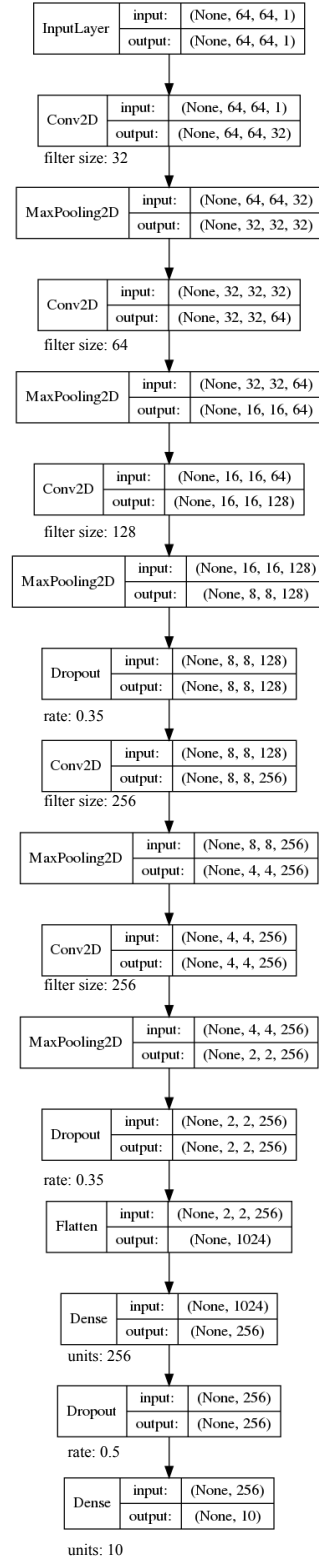 InputLayer
input: (None, 64, 64, 1)
output: (None, 64, 64, 1)
Conv2D
input: (None, 64, 64, 1)
output: (None, 64, 64, 32)
filter size: 32
MaxPooling2D
input: (None, 64, 64, 32)
output: (None, 32, 32, 32)
Conv2D
input: (None, 32, 32, 32)
output: (None, 32, 32, 64)
filter size: 64
MaxPooling2D
input: (None, 32, 32, 64)
output: (None, 16, 16, 64)
Conv2D
input: (None, 16, 16, 64)
output: (None, 16, 16, 128)
filter size: 128
MaxPooling2D
input: (None, 16, 16, 128)
output: (None, 8, 8, 128)
Dropout
input: (None, 8, 8, 128)
output: (None, 8, 8, 128)
rate: 0.35
Conv2D
input: (None, 8, 8, 128)
output: (None, 8, 8, 256)
filter size: 256
MaxPooling2D
input: (None, 8, 8, 256)
output: (None, 4, 4, 256)
Conv2D
input: (None, 4, 4, 256)
output: (None, 4, 4, 256)
filter size: 256
MaxPooling2D
input: (None, 4, 4, 256)
output: (None, 2, 2, 256)
Dropout
input: (None, 2, 2, 256)
output: (None, 2, 2, 256)
rate: 0.35
Flatten
input: (None, 2, 2, 256)
output: (None, 1024)
Dense
input: (None, 1024)
output: (None, 256)
units: 256
Dropout
input: (None, 256)
output: (None, 256)
rate: 0.5
Dense
input: (None, 256)
output: (None, 10)
units: 10